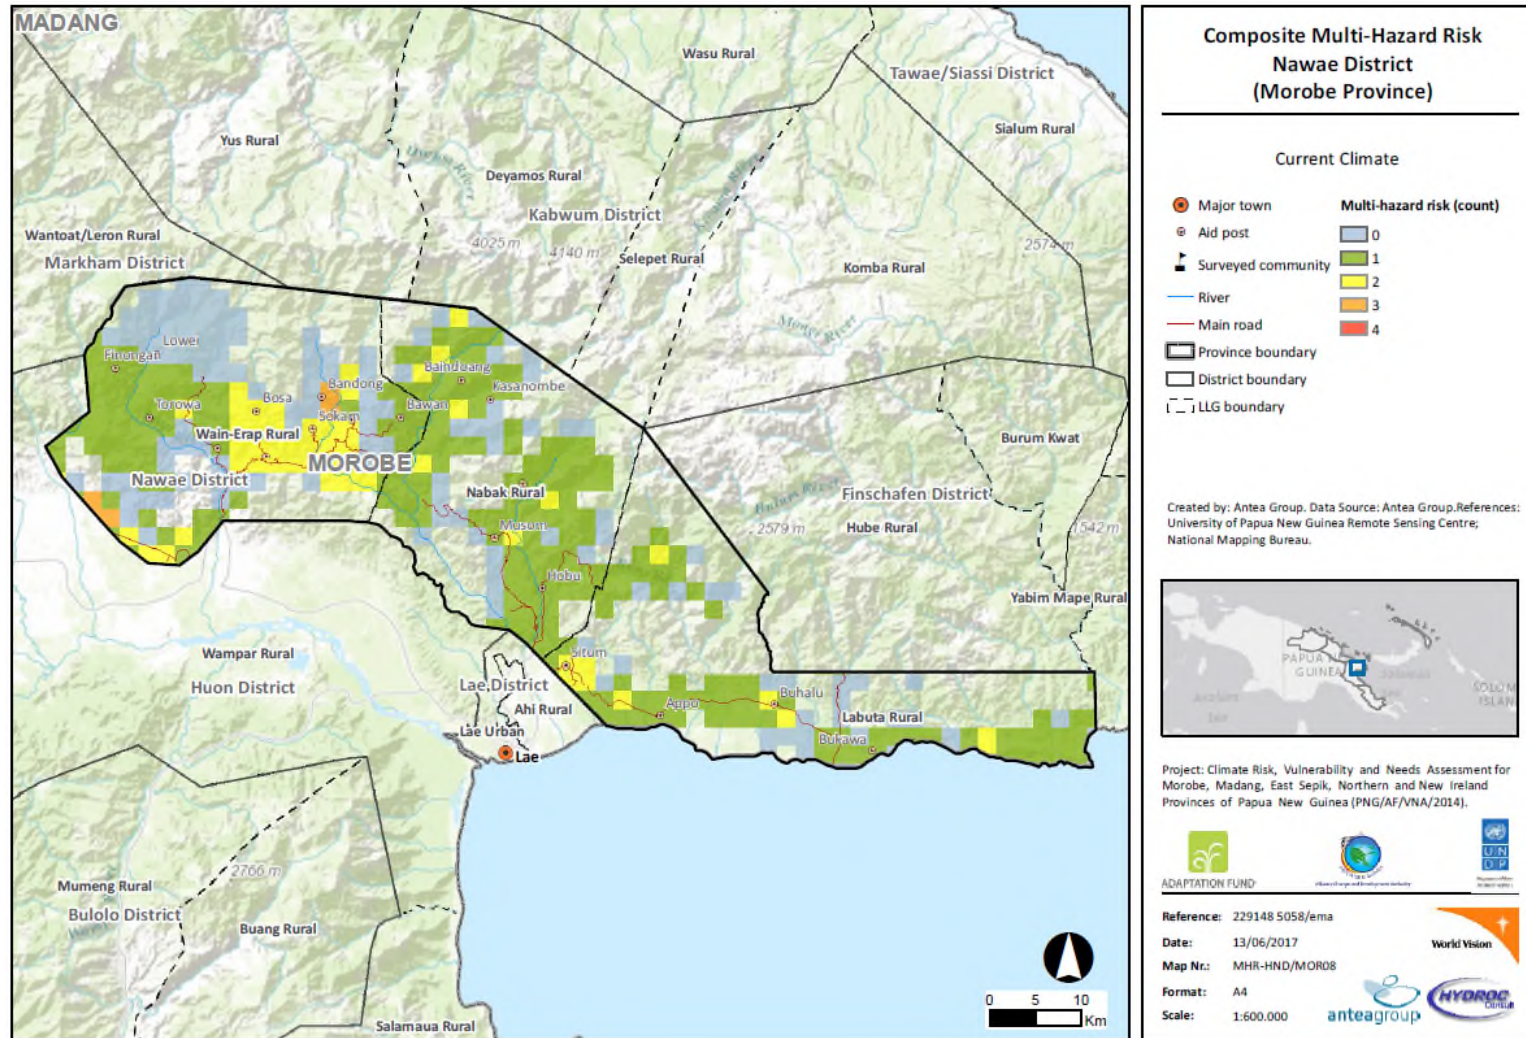 MADANG
Wasu Rural
Tawae/Siassi District
Sialum Rural
Yus Rural
Deyamos Rural
Kabwum District
Wantoat/Leron Rural
Markham District
4025 m
4140 m
Selepet Rural
2574 m
Komba Rural
Lower
Finongan
Bainduang
Kasanombe
Bandong
Bosa
Torowa
Bawan
Sekam
Wain-Erap Rural
MOROBE
Burum Kwat
Nawae District
Nabak Rural
Finschafen District
Hube Rural
2579 m
1542 m
Musom
Hobu
Yabim Mape Rural
Situm
Wampar Rural
Huon District
Lae District
Ahi Rural
Appo
Buhalu
Labuta Rural
Lae Urban
Bukawa
Lae
2766 m
Mumeng Rural
Bulolo District
Buang Rural
Salamaua Rural
0 5 10
Km
Composite Multi-Hazard Risk
Nawae District
(Morobe Province)
Current Climate
Major town
Aid post
Surveyed community
River
Main road
Province boundary
District boundary
LLG boundary
Multi-hazard risk (count)
0
1
2
3
4
Created by: Antea Group. Data Source: Antea Group.References:
University of Papua New Guinea Remote Sensing Centre;
National Mapping Bureau.
Project: Climate Risk, Vulnerability and Needs Assessment for
Morobe, Madang, East Sepik, Northern and New Ireland
Provinces of Papua New Guinea (PNG/AF/VNA/2014).
ADAPTATION FUND
U N
D P
Reference: 229148 5058/ema
Date: 13/06/2017
Map Nr.: MHR-HND/MOR08
Format: A4
Scale: 1:600.000
World Vision
anteagroup
HYDROC
Consult